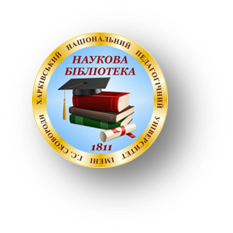 ХАРКІВСЬКИЙ НАЦІОНАЛЬНИЙ ПЕДАГОГІЧНИЙ УНІВЕРСИТЕТ ІМЕНІ Г.С. СКОВОРОДИ
НАУКОВА
БІБЛІОТЕКА
1811